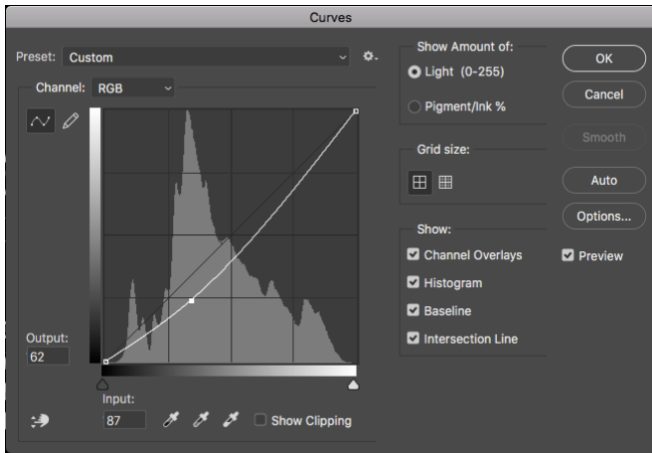 Curves
Preset: Custom
Channel: RGB
Output:
62
Input:
87
Show Clipping
Show Amount of:
Light (0-255)
Pigment/Ink %
Grid size:
Show:
Channel Overlays
Histogram
Baseline
Intersection Line
OK
Cancel
Smooth
Auto
Options...
Preview